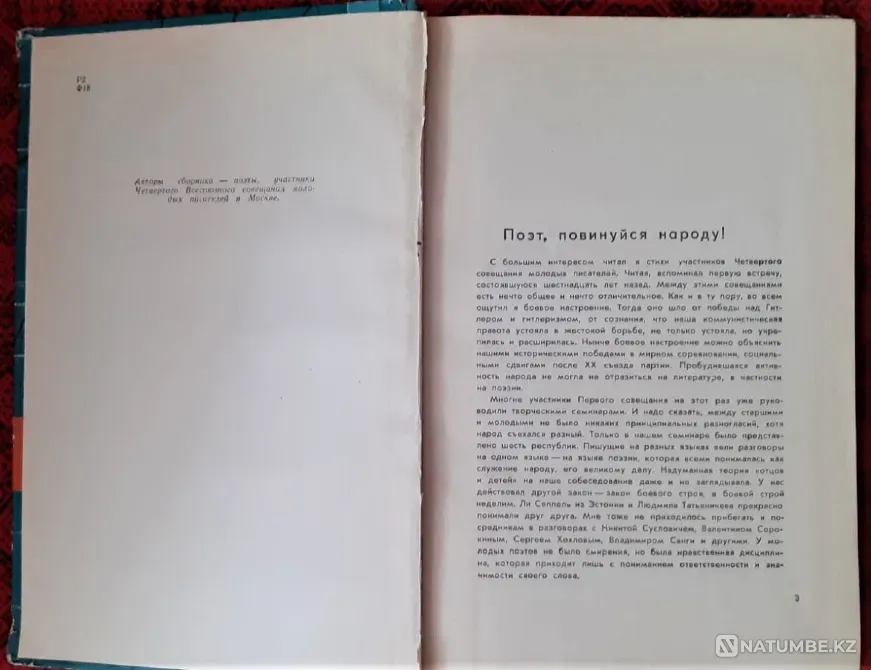 Р2
Ф18
Авторы сборника — поэты, участники
Четвертого Всесоюзного совещания моло-
дых писателей в Москве.
Поэт, повинуйся народу!
С большим интересом читал я стихи участников Четвертого
совещания молодых писателей. Читая, вспоминал первую встречу,
состоявшуюся шестнадцать лет назад. Между этими совещаниями
есть нечто общее и нечто отличительное. Как и в ту пору, во всем
ощутил я боевое настроение. Тогда оно шло от победы над Гит-
лером и гитлеризмом, от сознания, что наша коммунистическая
правота устояла в жестокой борьбе, не только устояла, но укре-
пилась и расширилась. Нынче боевое настроение можно объяснить
нашими историческими победами в мирном соревновании, социаль-
ными сдвигами после XX съезда партии. Пробудившаяся актив-
ность народа не могла не отразиться на литературе, в частности
на поэзии.
Многие участники Первого совещания на этот раз уже руко-
водили творческими семинарами. И надо сказать, между старшими
и молодыми не было никаких принципиальных разногласий, хотя
народ съехался разный. Только в нашем семинаре было представ-
лено шесть республик. Пишущие на разных языках вели разговоры
на одном языке — на языке поэзии, которая всеми понималась как
служение народу, его великому делу. Надуманная теория «отцов
и детей» на наше собеседование даже и не заглядывала. У нас
действовал другой закон — закон боевого строя, а боевой строй
неделим. Ли Сеппель из Эстонии и Людмила Татьяничева прекрасно
понимали друг друга. Мне тоже не приходилось прибегать к по-
средникам в разговорах с Никитой Сусловичем, Валентином Соро-
киным, Сергеем Хохловым, Владимиром Санги и другими. У мо-
лодых поэтов не было смирения, но была нравственная дисципли-
на, которая приходит лишь с пониманием ответственности и зна-
чимости своего слова.
3
NATUMBE.KZ